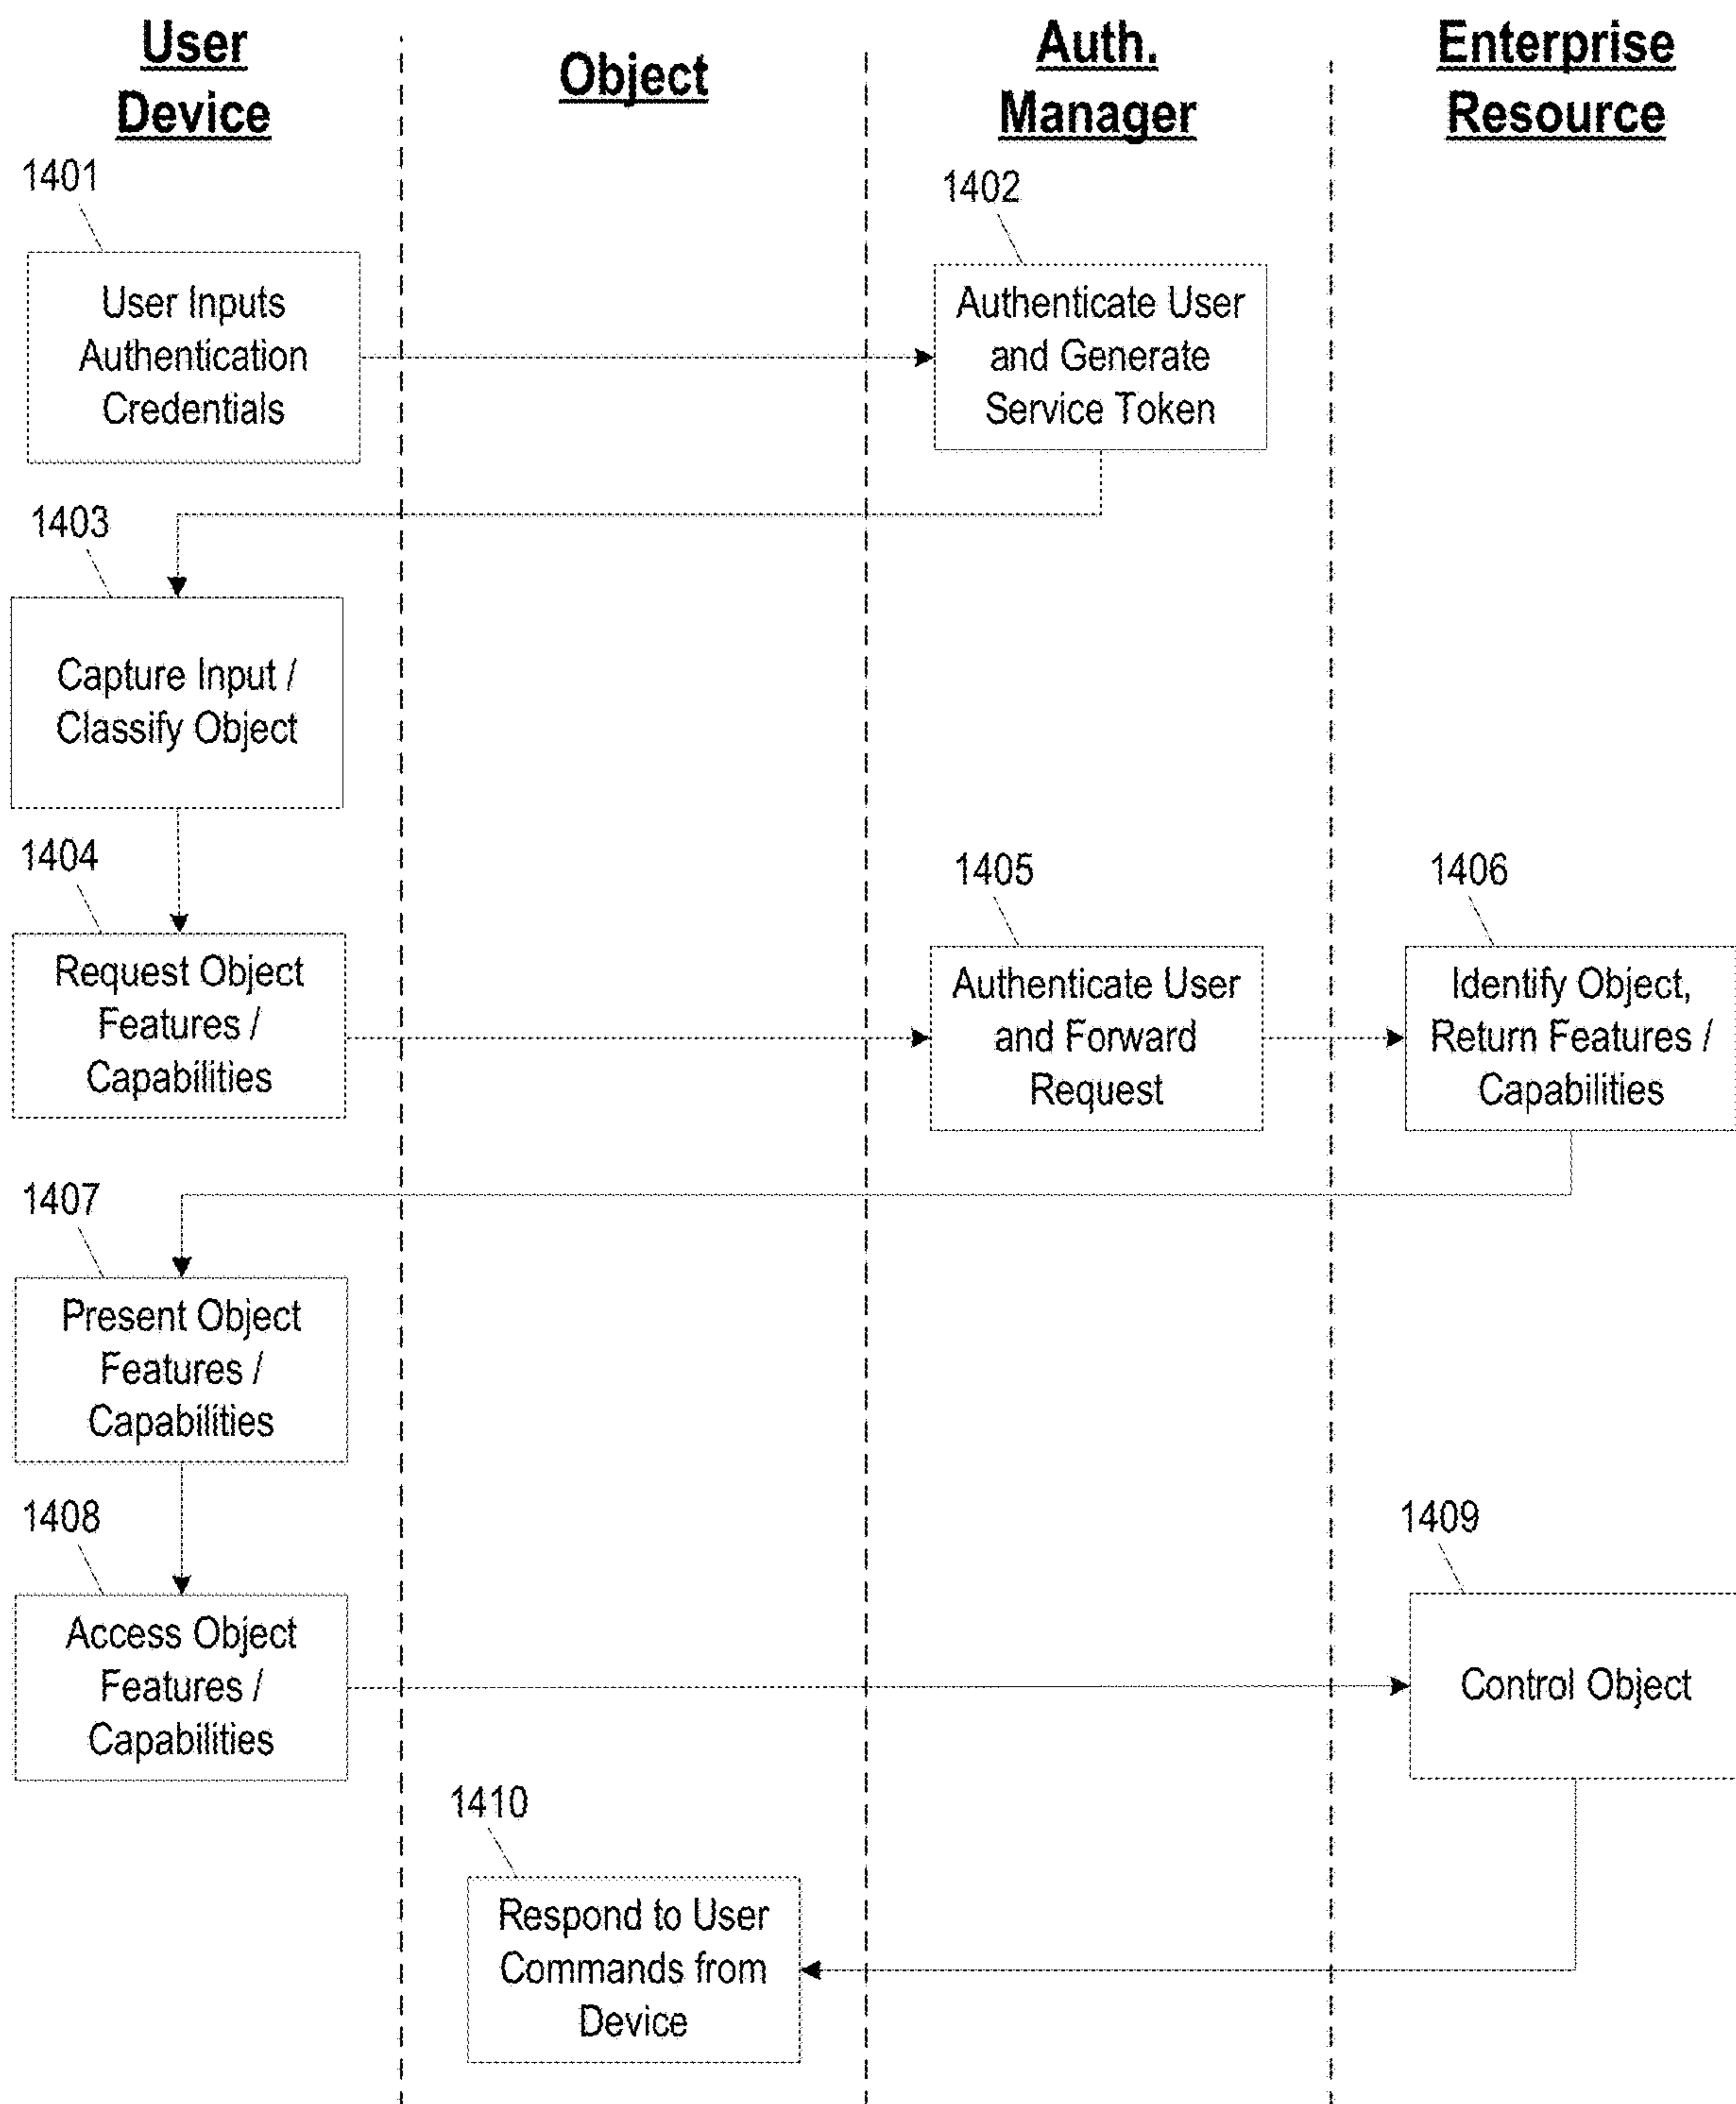 User
Device
Object
Auth.
Manager
Enterprise
Resource
1401
User Inputs
Authentication
Credentials
1402
Authenticate User
and Generate
Service Token
1403
Capture Input /
Classify Object
1404
Request Object
Features /
Capabilities
1405
Authenticate User
and Forward
Request
1406
Identify Object,
Return Features /
Capabilities
1407
Present Object
Features /
Capabilities
1408
Access Object
Features /
Capabilities
1409
Control Object
1410
Respond to User
Commands from
Device